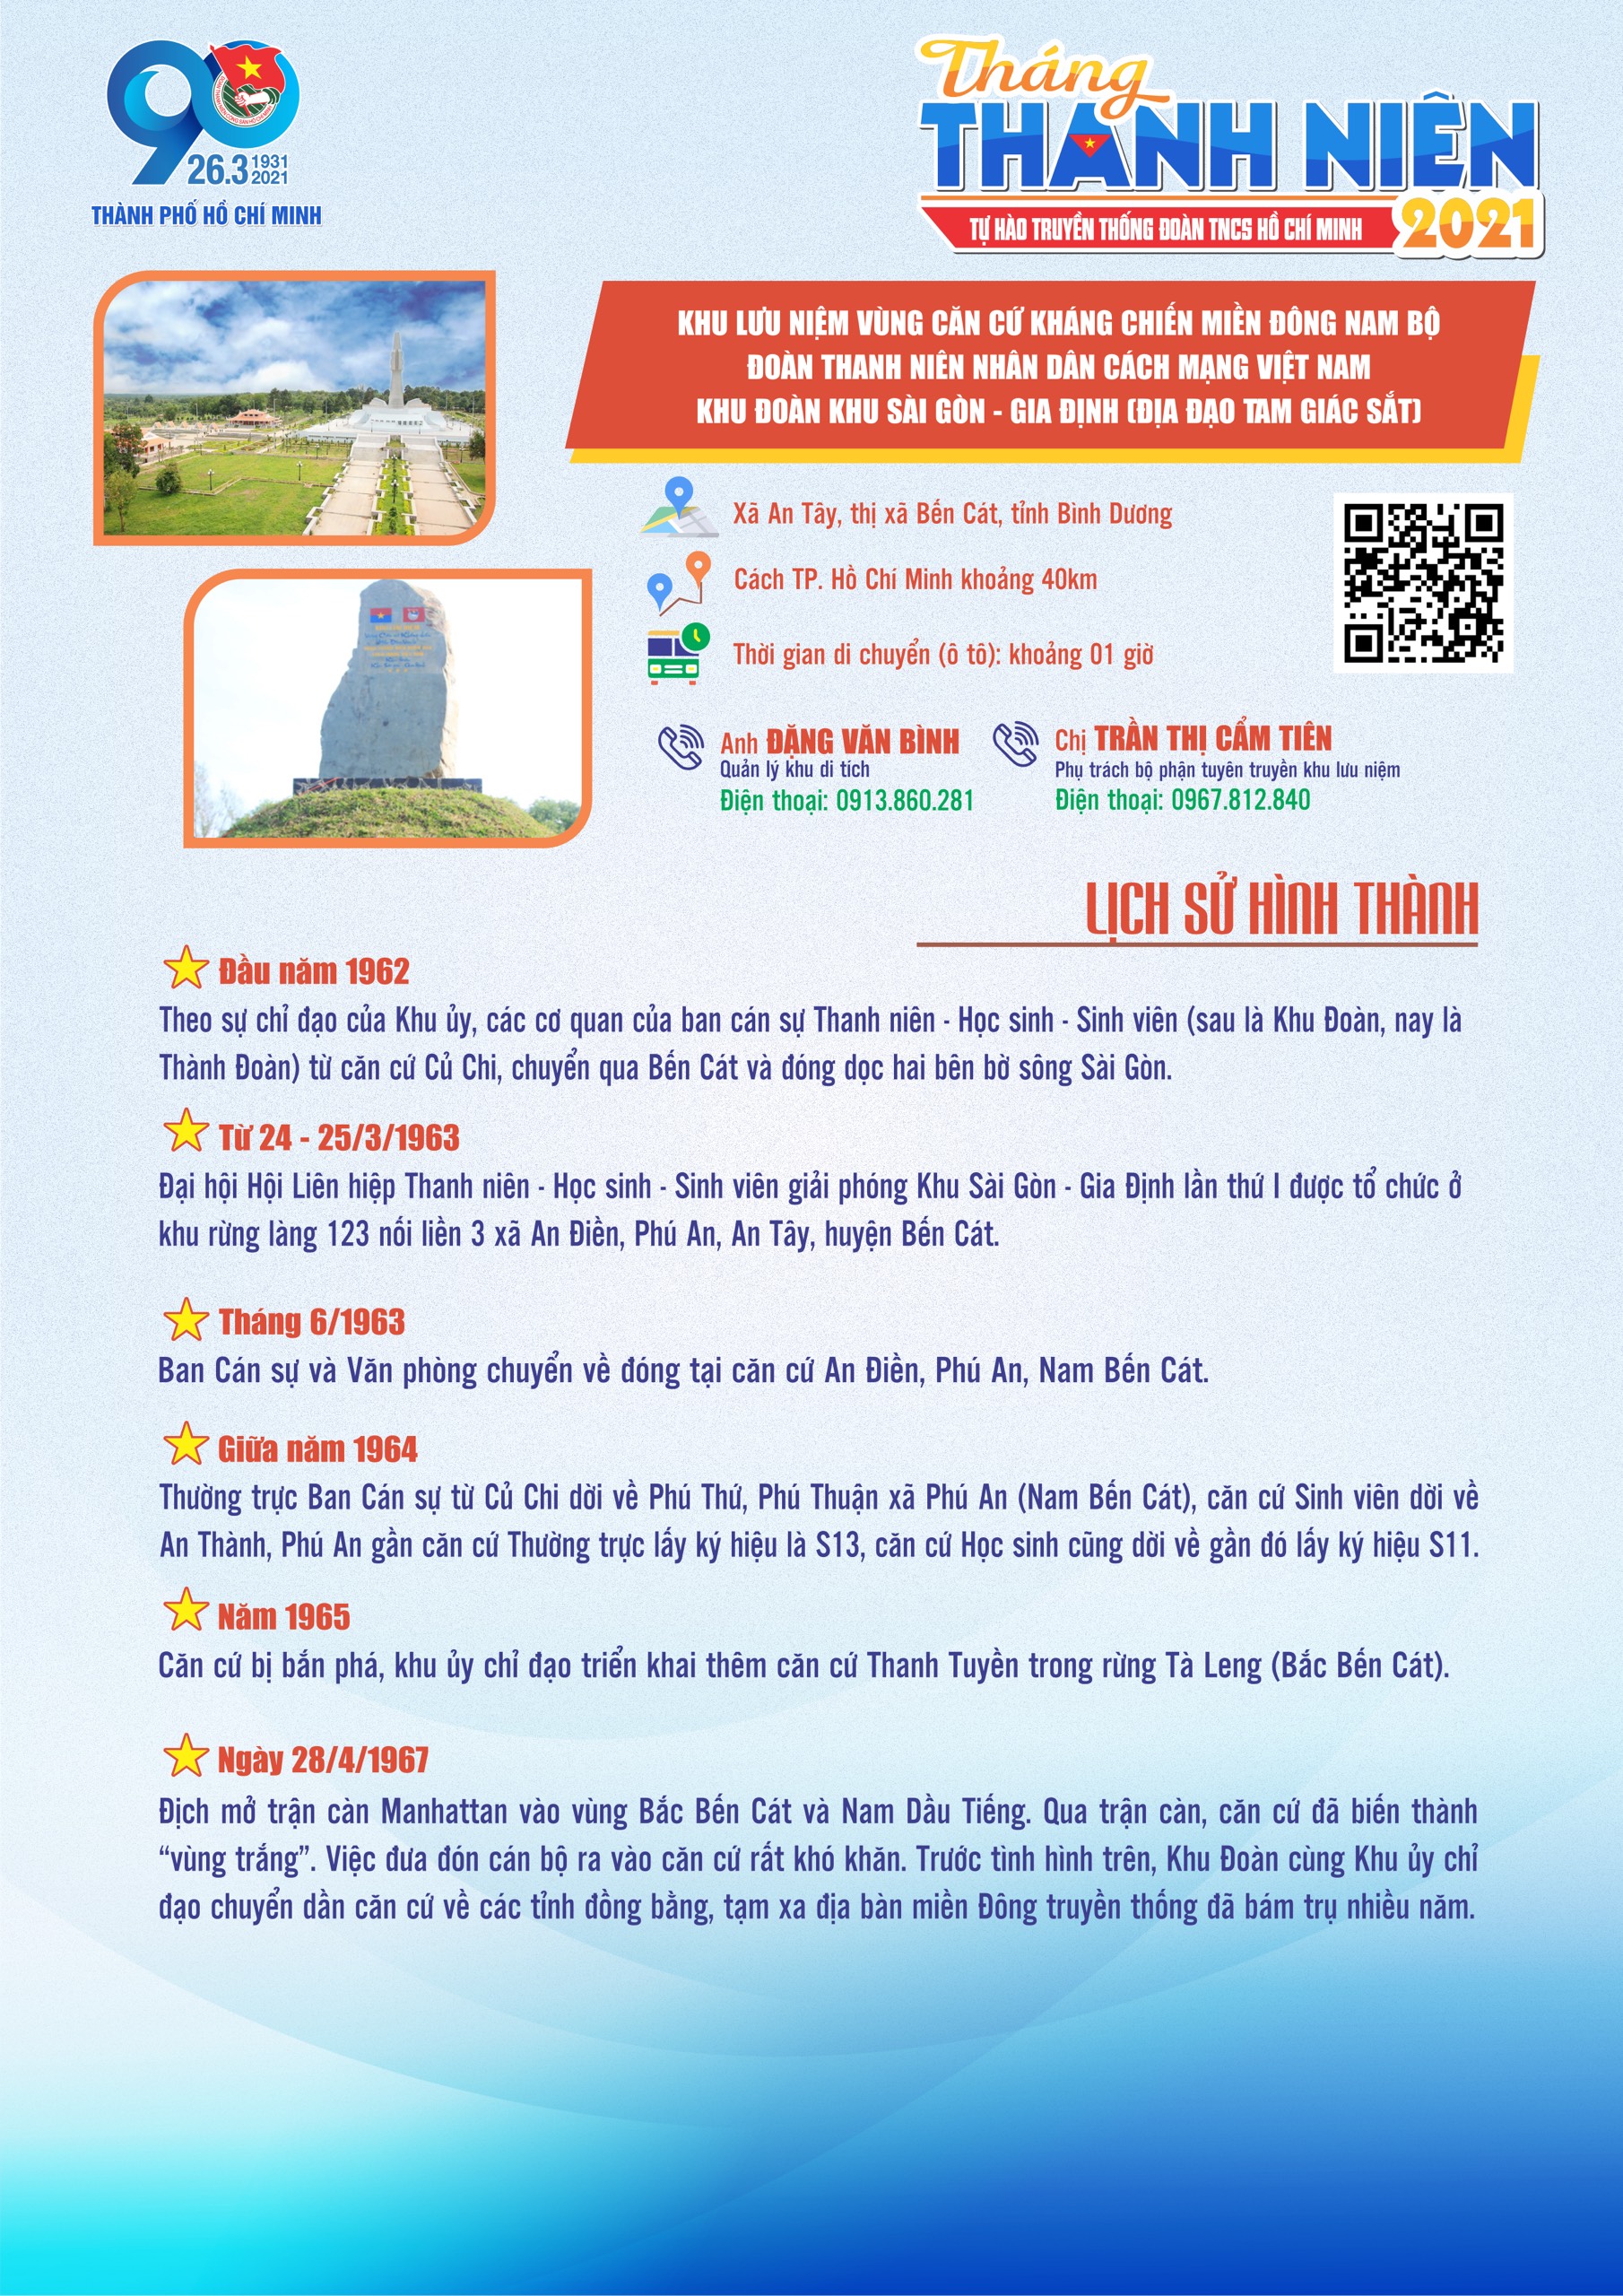 90
26.3 1931 2021
THÀNH PHỐ HỒ CHÍ MINH
Tháng
THANH NIÊN
TỰ HÀO TRUYỀN THỐNG ĐOÀN TNCS HỒ CHÍ MINH 2021
KHU LƯU NIỆM VÙNG CĂN CỨ KHÁNG CHIẾN MIỀN ĐÔNG NAM BỘ
ĐOÀN THANH NIÊN NHÂN DÂN CÁCH MẠNG VIỆT NAM
KHU ĐOÀN KHU SÀI GÒN - GIA ĐỊNH (ĐỊA ĐẠO TAM GIÁC SẮT)
Xã An Tây, thị xã Bến Cát, tỉnh Bình Dương
Cách TP. Hồ Chí Minh khoảng 40km
Thời gian di chuyển (ô tô): khoảng 01 giờ
Anh ĐẶNG VĂN BÌNH
Quản lý khu di tích
Điện thoại: 0913.860.281
Chị TRẦN THỊ CẨM TIÊN
Phụ trách bộ phận tuyên truyền khu lưu niệm
Điện thoại: 0967.812.840
LỊCH SỬ HÌNH THÀNH
Đầu năm 1962
Theo sự chỉ đạo của Khu ủy, các cơ quan của ban cán sự Thanh niên - Học sinh - Sinh viên (sau là Khu Đoàn, nay là
Thành Đoàn) từ căn cứ Củ Chi, chuyển qua Bến Cát và đóng dọc hai bên bờ sông Sài Gòn.
Từ 24 - 25/3/1963
Đại hội Hội Liên hiệp Thanh niên - Học sinh - Sinh viên giải phóng Khu Sài Gòn - Gia Định lần thứ I được tổ chức ở
khu rừng làng 123 nối liền 3 xã An Điền, Phú An, An Tây, huyện Bến Cát.
Tháng 6/1963
Ban Cán sự và Văn phòng chuyển về đóng tại căn cứ An Điền, Phú An, Nam Bến Cát.
Giữa năm 1964
Thường trực Ban Cán sự từ Củ Chi dời về Phú Thứ, Phú Thuận xã Phú An (Nam Bến Cát), căn cứ Sinh viên dời về
An Thành, Phú An gần căn cứ Thường trực lấy ký hiệu là S13, căn cứ Học sinh cũng dời về gần đó lấy ký hiệu S11.
Năm 1965
Căn cứ bị bắn phá, khu ủy chỉ đạo triển khai thêm căn cứ Thanh Tuyền trong rừng Tà Leng (Bắc Bến Cát).
Ngày 28/4/1967
Địch mở trận càn Manhattan vào vùng Bắc Bến Cát và Nam Dầu Tiếng. Qua trận càn, căn cứ đã biến thành
“vùng trắng”. Việc đưa đón cán bộ ra vào căn cứ rất khó khăn. Trước tình hình trên, Khu Đoàn cùng Khu ủy chỉ
đạo chuyển dần căn cứ về các tỉnh đồng bằng, tạm xa địa bàn miền Đông truyền thống đã bám trụ nhiều năm.